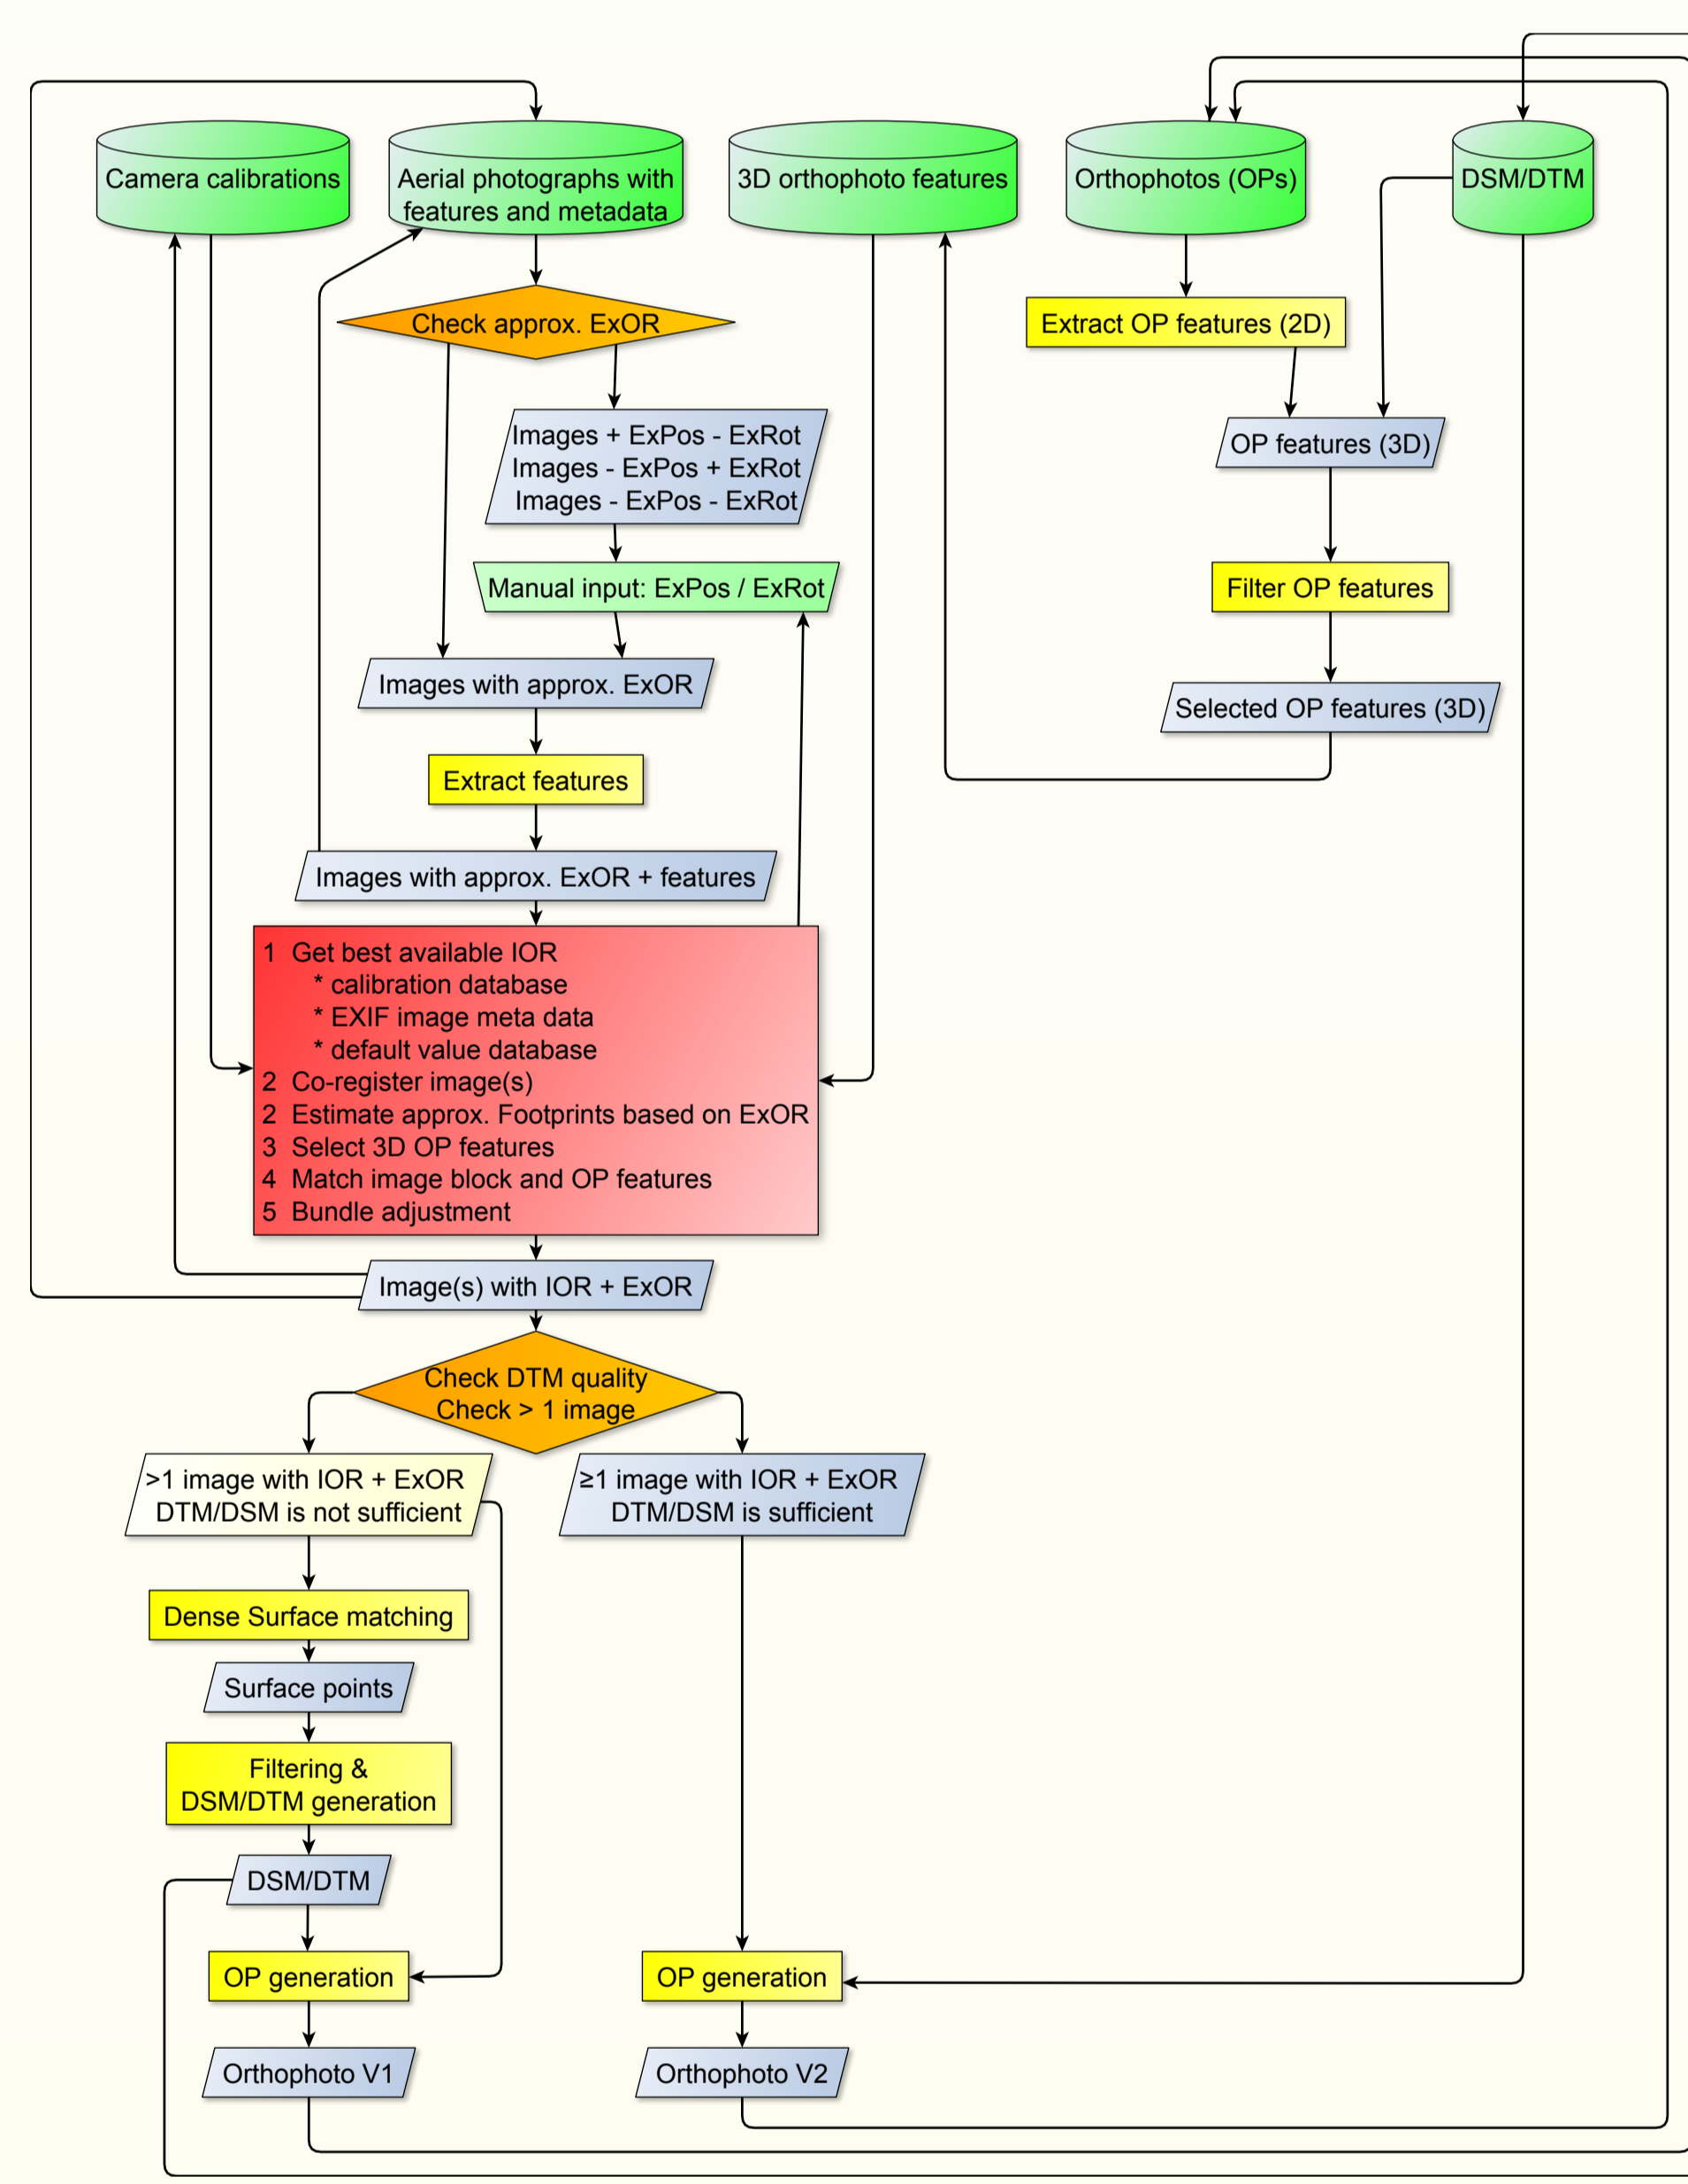 Camera calibrations
Aerial photographs with
features and metadata
3D orthophoto features
Orthophotos (OPs)
DSM/DTM
Check approx. ExOR
Extract OP features (2D)
Images + ExPos - ExRot
Images - ExPos + ExRot
Images - ExPos - ExRot
OP features (3D)
Manual input: ExPos / ExRot
Filter OP features
Images with approx. ExOR
Selected OP features (3D)
Extract features
Images with approx. ExOR + features
1 Get best available IOR
* calibration database
* EXIF image meta data
* default value database
2 Co-register image(s)
2 Estimate approx. Footprints based on ExOR
3 Select 3D OP features
4 Match image block and OP features
5 Bundle adjustment
Image(s) with IOR + ExOR
Check DTM quality
Check > 1 image
>1 image with IOR + ExOR
DTM/DSM is not sufficient
≥1 image with IOR + ExOR
DTM/DSM is sufficient
Dense Surface matching
Surface points
Filtering &
DSM/DTM generation
DSM/DTM
OP generation
OP generation
Orthophoto V1
Orthophoto V2